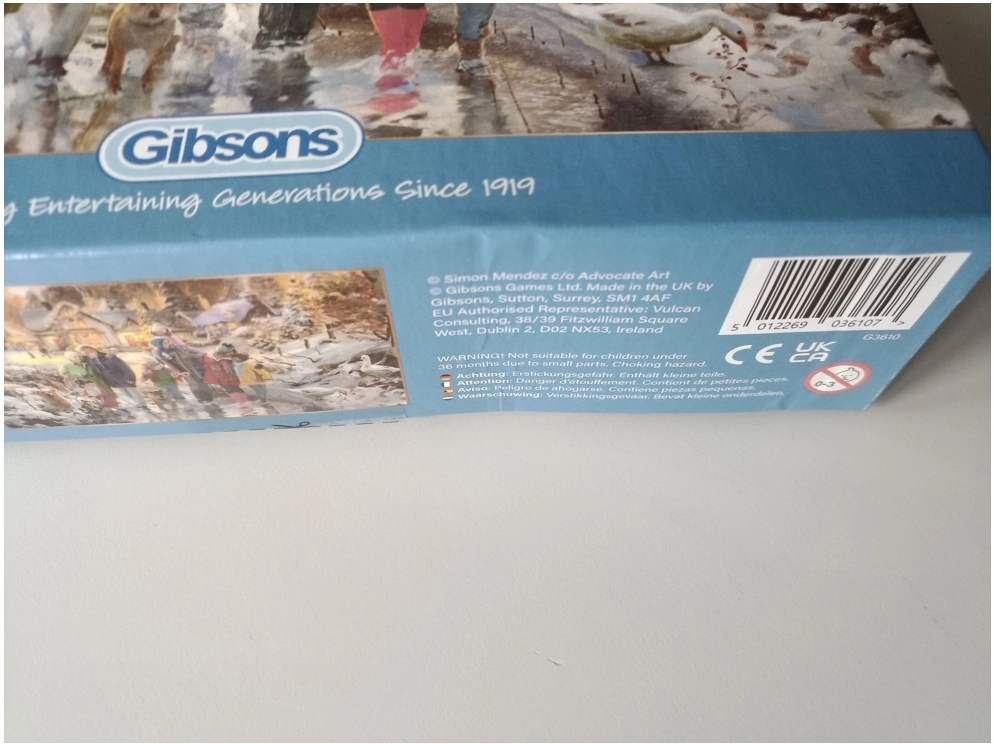 Gibsons
Entertaining Generations Since 1919
© Simon Mendez c/o Advocate Art
© Gibsons Games Ltd. Made in the UK by
Gibsons, Sutton, Surrey, SM1 4AF
EU Authorised Representative: Vulcan
Consulting, 38/39 Fitzwilliam Square
West, Dublin 2, D02 NX53, Ireland
WARNING! Not suitable for children under
36 months due to small parts. Choking hazard.
Achtung: Erstickungsgefahr. Enthält kleine teile.
Attention: Danger d'étouffement. Contient de petites pieces.
Aviso: Peligro de ahogarse. Contiene piezas pequenas.
Waarschuwing: Verstikkingsgevaar. Bevat kleine onderdelen.
5 012269 036107 >
G3610
CE UK
CA
0-3